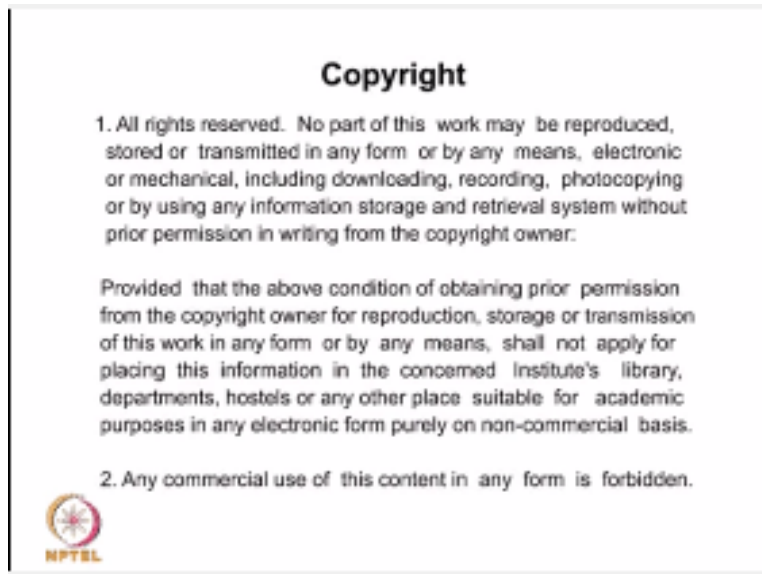 Copyright
1. All rights reserved. No part of this work may be reproduced,
stored or transmitted in any form or by any means, electronic
or mechanical, including downloading, recording, photocopying
or by using any information storage and retrieval system without
prior permission in writing from the copyright owner:
Provided that the above condition of obtaining prior permission
from the copyright owner for reproduction, storage or transmission
of this work in any form or by any means, shall not apply for
placing this information in the concerned Institute's library,
departments, hostels or any other place suitable for academic
purposes in any electronic form purely on non-commercial basis.
2. Any commercial use of this content in any form is forbidden.
NPTEL